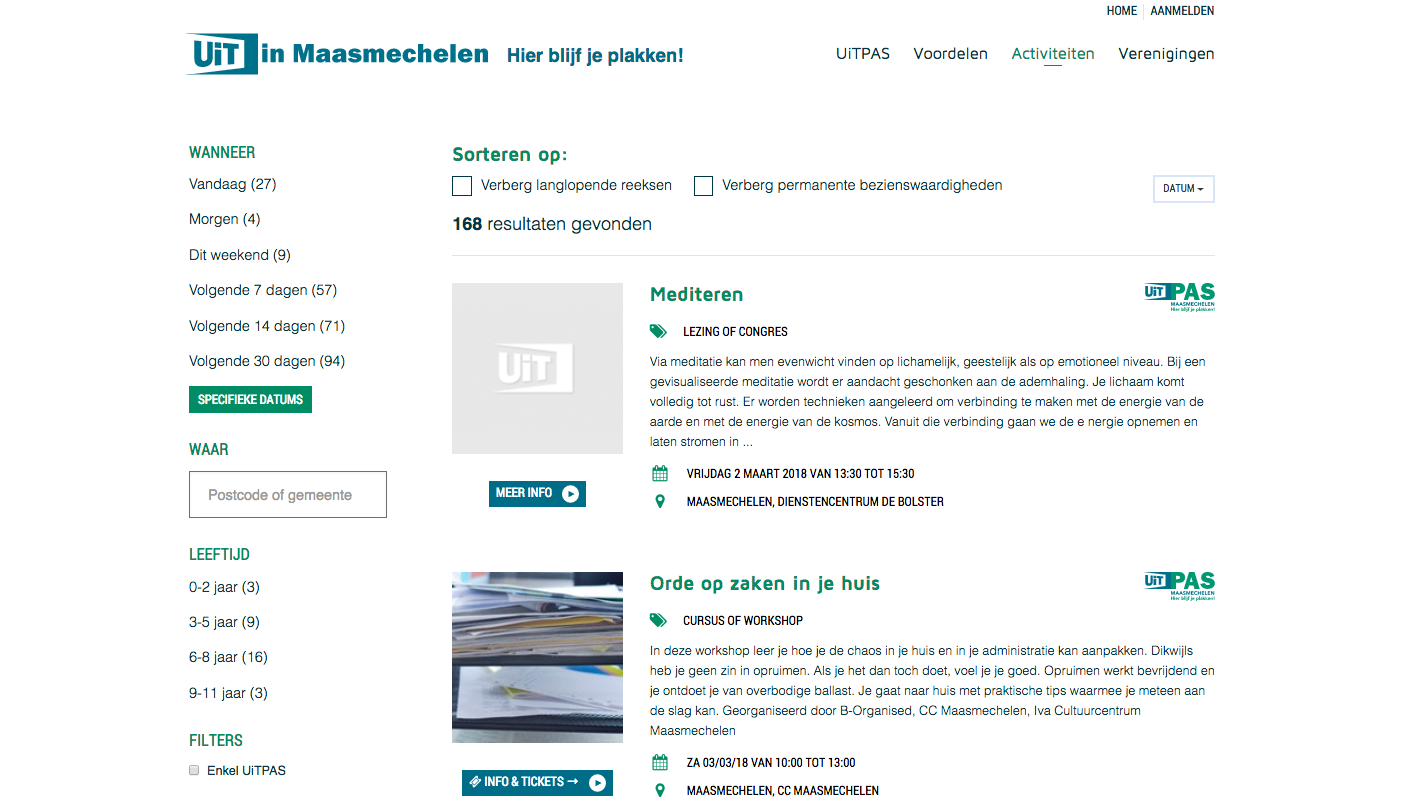 HOME AANMELDEN
UiT in Maasmechelen Hier blijf je plakken!
UiTPAS Voordelen Activiteiten Verenigingen
WANNEER
Vandaag (27)
Morgen (4)
Dit weekend (9)
Volgende 7 dagen (57)
Volgende 14 dagen (71)
Volgende 30 dagen (94)
SPECIFIEKE DATUMS
WAAR
Postcode of gemeente
LEEFTIJD
0-2 jaar (3)
3-5 jaar (9)
6-8 jaar (16)
9-11 jaar (3)
FILTERS
Enkel UiTPAS
Sorteren op:
Verberg langlopende reeksen Verberg permanente bezienswaardigheden
DATUM
168 resultaten gevonden
UiT
MEER INFO
Mediteren
UiTPAS
MAASMECHELEN
Hier blijf je plakken!
LEZING OF CONGRES
Via meditatie kan men evenwicht vinden op lichamelijk, geestelijk als op emotioneel niveau. Bij een
gevisualiseerde meditatie wordt er aandacht geschonken aan de ademhaling. Je lichaam komt
volledig tot rust. Er worden technieken aangeleerd om verbinding te maken met de energie van de
aarde en met de energie van de kosmos. Vanuit die verbinding gaan we de e nergie opnemen en
laten stromen in ...
VRIJDAG 2 MAART 2018 VAN 13:30 TOT 15:30
MAASMECHELEN, DIENSTENCENTRUM DE BOLSTER
INFO & TICKETS →
Orde op zaken in je huis
UiTPAS
MAASMECHELEN
Hier blijf je plakken!
CURSUS OF WORKSHOP
In deze workshop leer je hoe je de chaos in je huis en in je administratie kan aanpakken. Dikwijls
heb je geen zin in opruimen. Als je het dan toch doet, voel je je goed. Opruimen werkt bevrijdend en
je ontdoet je van overbodige ballast. Je gaat naar huis met praktische tips waarmee je meteen aan
de slag kan. Georganiseerd door B-Organised, CC Maasmechelen, Iva Cultuurcentrum
Maasmechelen
ZA 03/03/18 VAN 10:00 TOT 13:00
MAASMECHELEN, CC MAASMECHELEN